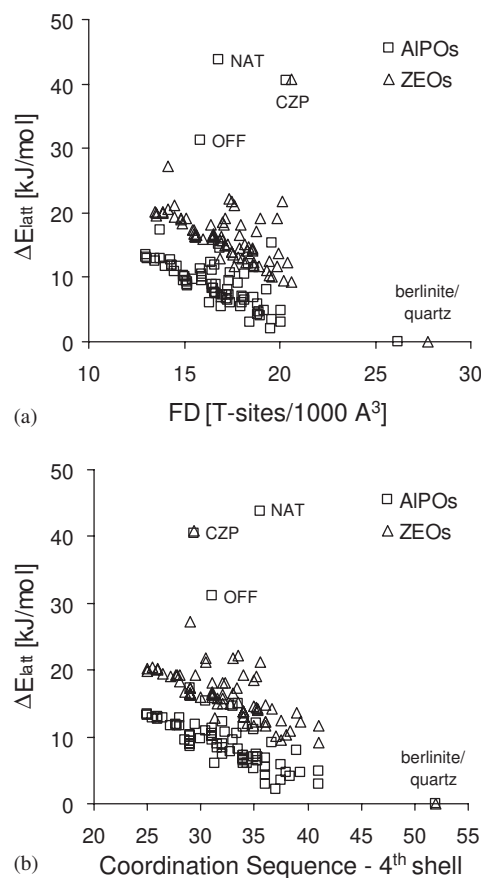 50
40
30
20
10
0
ΔElatt [kJ/mol]
NAT
CZP
OFF
AlPOs
ZEOs
berlinite/
quartz
10 15 20 25 30
(a)
FD [T-sites/1000 A³]
50
40
30
20
10
0
ΔElatt [kJ/mol]
AlPOs
ZEOs
NAT
CZP
OFF
berlinite/
quartz
20 25 30 35 40 45 50 55
(b)
Coordination Sequence - 4th shell